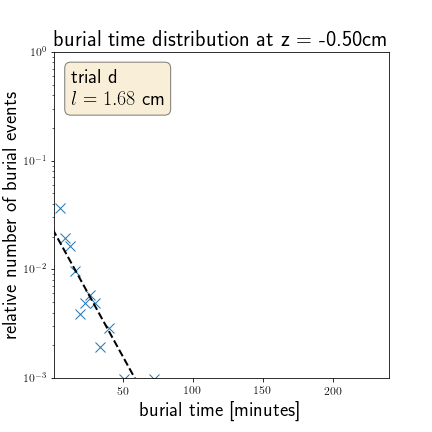 burial time distribution at z = -0.50cm
trial d
l = 1.68 cm
relative number of burial events
10⁰
10⁻¹
10⁻²
10⁻³
50
100
150
200
burial time [minutes]